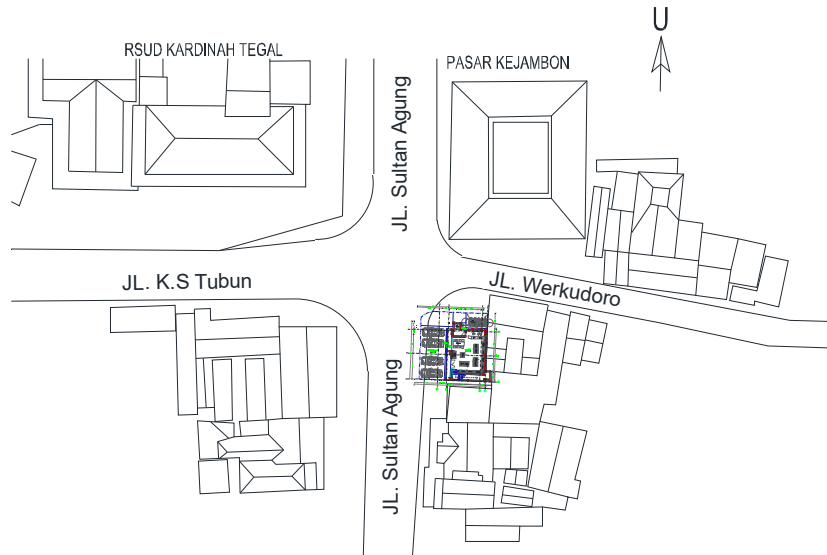 U
RSUD KARDINAH TEGAL
PASAR KEJAMBON
JL. Sultan Agung
JL. K.S Tubun
JL. Werkudoro
JL. Sultan Agung